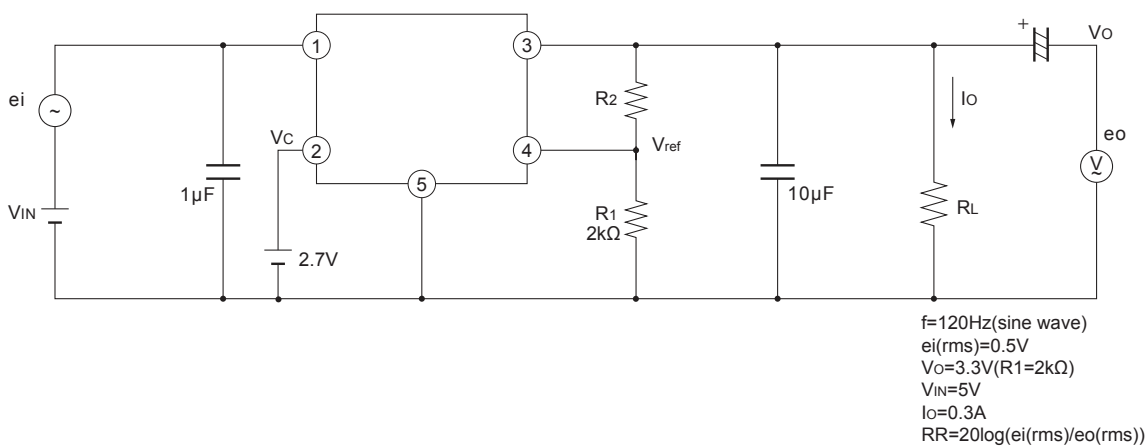 1
3
+
Vo
ei
~
R2
Io
Vc
2
4
Vref
eo
V
~
1μF
5
10μF
VIN
R1
2kΩ
RL
2.7V
f=120Hz(sine wave)
ei(rms)=0.5V
Vo=3.3V(R1=2kΩ)
VIN=5V
Io=0.3A
RR=20log(ei(rms)/eo(rms))